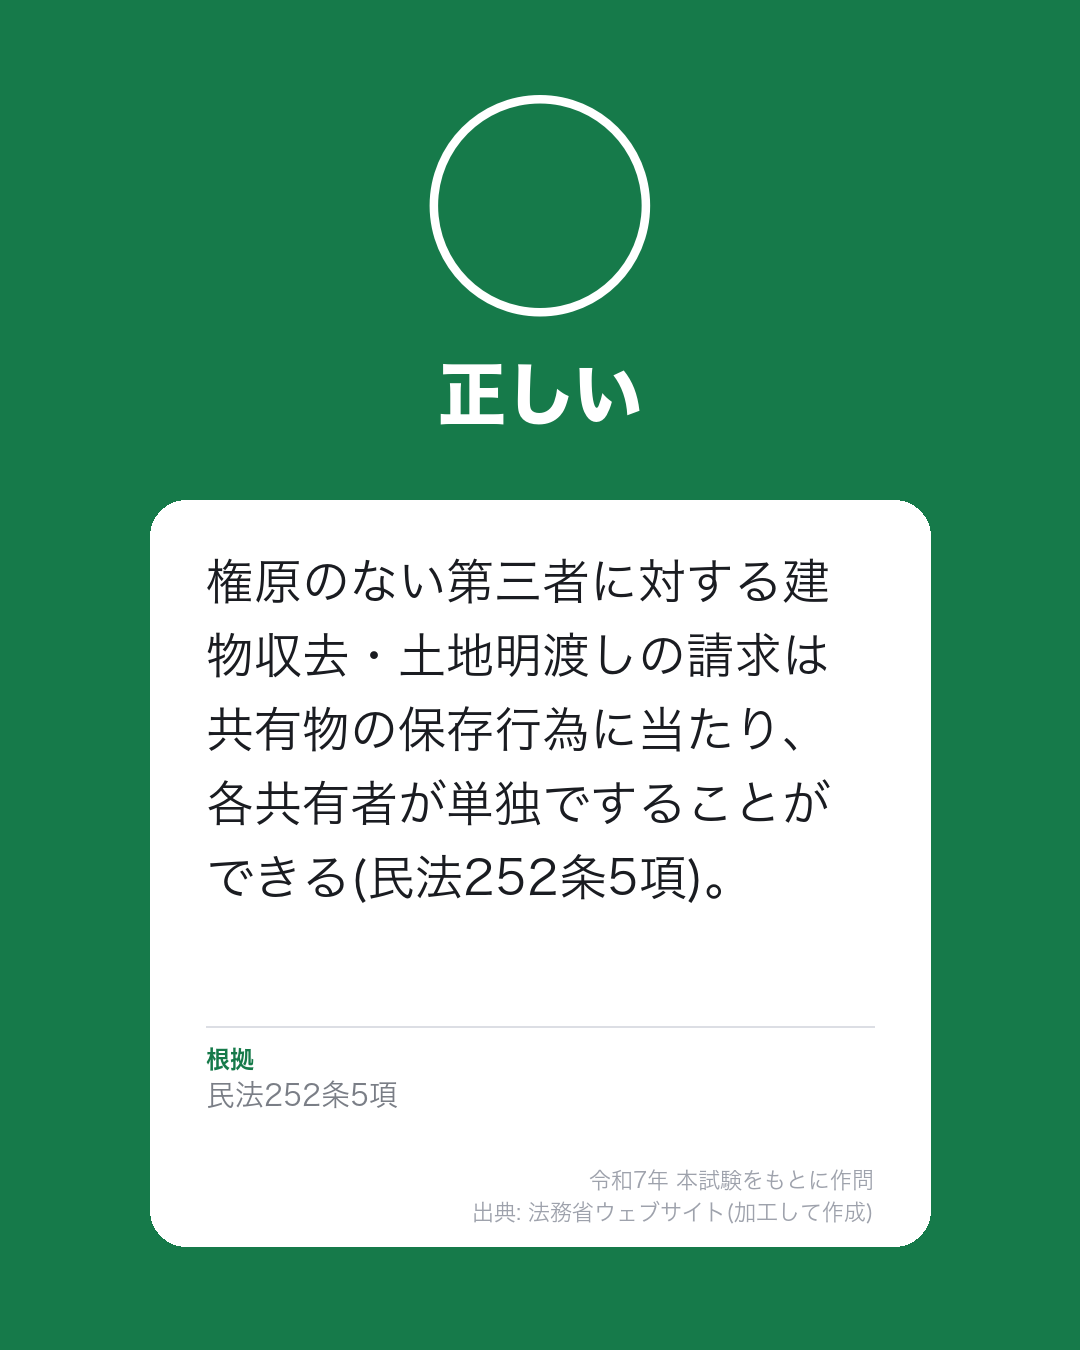 正しい
権原のない第三者に対する建
物収去・土地明渡しの請求は
共有物の保存行為に当たり、
各共有者が単独ですることが
できる(民法252条5項)。
根拠
民法252条5項
令和7年 本試験をもとに作問
出典: 法務省ウェブサイト(加工して作成)